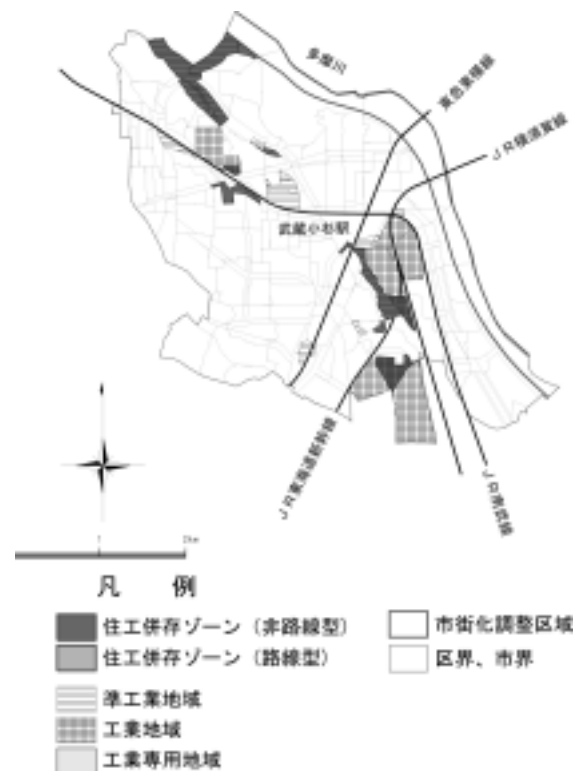 多摩川
東急東横線
JR横須賀線
武蔵小杉駅
JR東海道新幹線
JR南武線
凡 例
住工併存ゾーン（非路線型）
住工併存ゾーン（路線型）
準工業地域
工業地域
工業専用地域
市街化調整区域
区界、市界